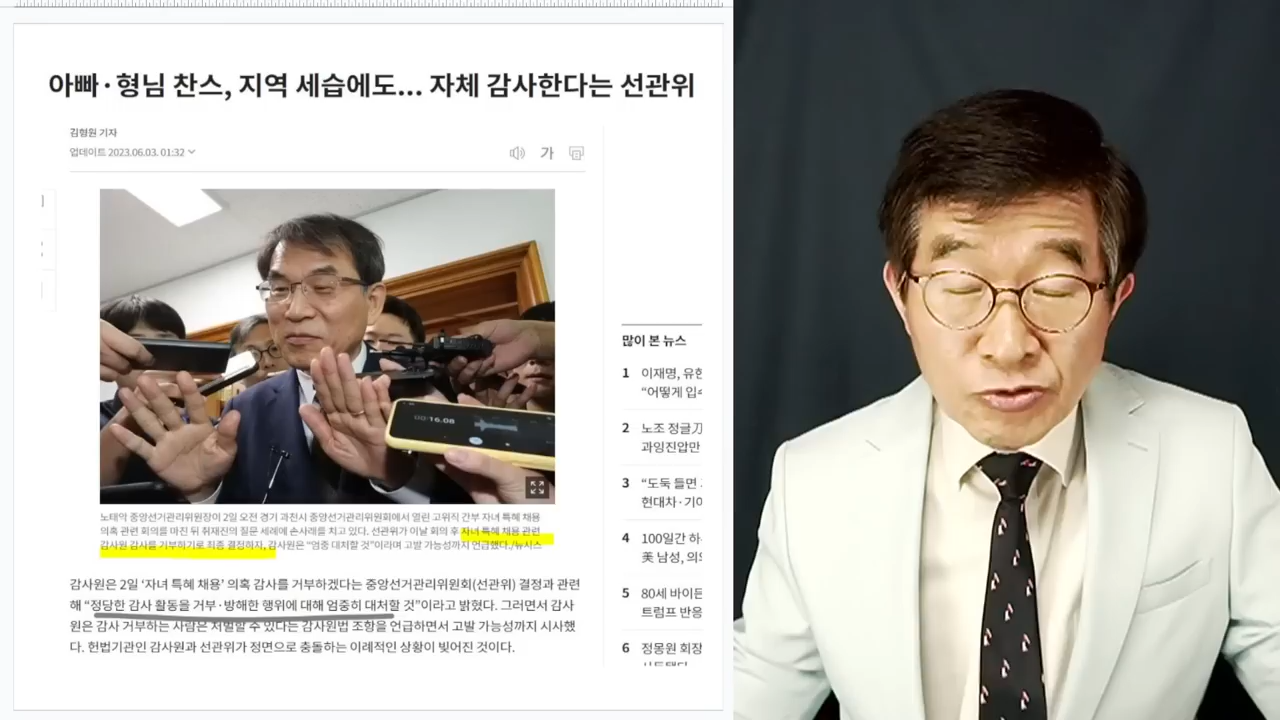 아빠·형님 찬스, 지역 세습에도... 자체 감사한다는 선관위
김형원 기자
업데이트 2023.06.03. 01:32
가
00:16.08
노태악 중앙선거관리위원장이 2일 오전 경기 과천시 중앙선거관리위원회에서 열린 고위직 간부 자녀 특혜 채용
의혹 관련 회의를 마친 뒤 취재진의 질문 세례에 손사래를 치고 있다. 선관위가 이날 회의 후 자녀 특혜 채용 관련
감사원 감사를 거부하기로 최종 결정하자, 감사원은 “엄중 대처할 것”이라며 고발 가능성까지 언급했다./뉴시스
감사원은 2일 ‘자녀 특혜 채용’ 의혹 감사를 거부하겠다는 중앙선거관리위원회(선관위) 결정과 관련
해 “정당한 감사 활동을 거부·방해한 행위에 대해 엄중히 대처할 것”이라고 밝혔다. 그러면서 감사
원은 감사 거부하는 사람은 처벌할 수 있다는 감사원법 조항을 언급하면서 고발 가능성까지 시사했
다. 헌법기관인 감사원과 선관위가 정면으로 충돌하는 이례적인 상황이 빚어진 것이다.
많이 본 뉴스
1 이재명, 유한
“어떻게 입수
2 노조 정글刀
과잉진압만
3 “도둑 들면
현대차·기아
4 100일간 하
美 남성, 의
5 80세 바이든
트럼프 반응
6 정몽원 회장